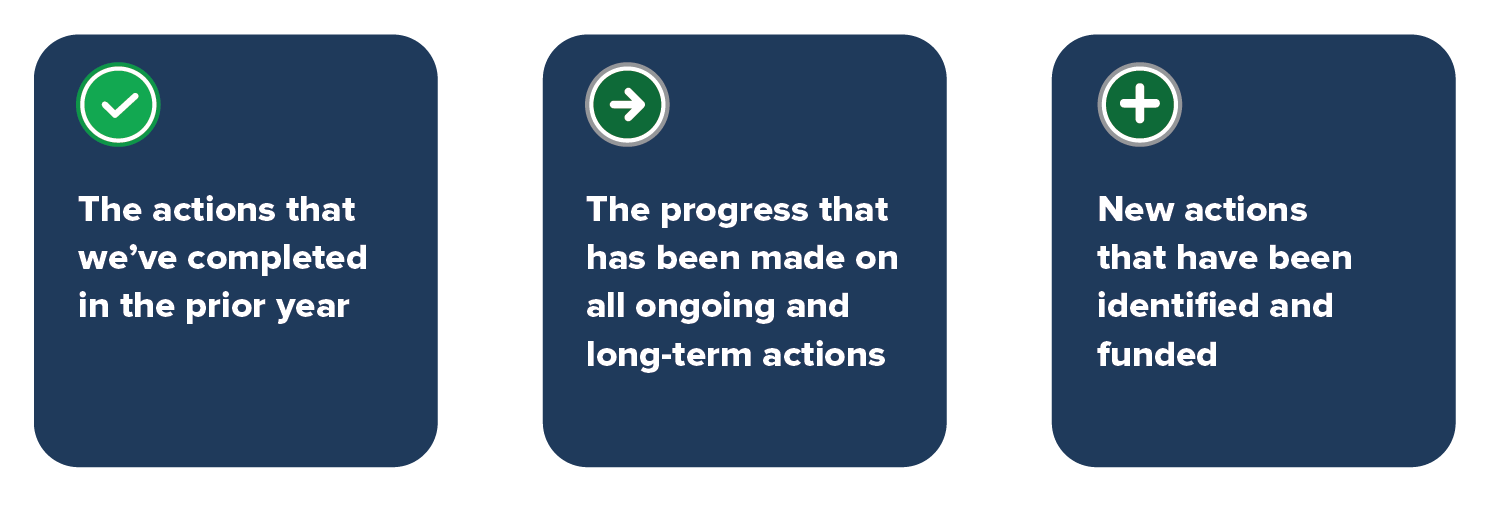 The actions that
we’ve completed
in the prior year
The progress that
has been made on
all ongoing and
long-term actions
New actions
that have been
identified and
funded